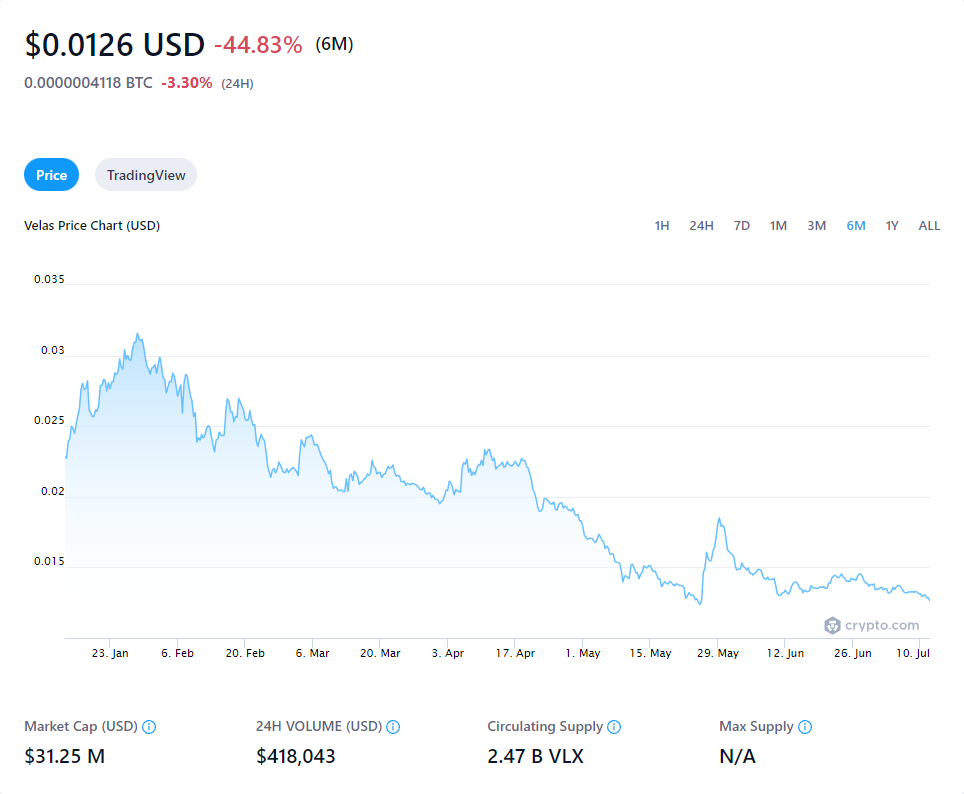 $0.0126 USD -44.83% (6M)
0.0000004118 BTC -3.30% (24H)
Price TradingView
Velas Price Chart (USD) 1H 24H 7D 1M 3M 6M 1Y ALL
0.035
0.03
0.025
0.02
0.015
crypto.com
23. Jan 6. Feb 20. Feb 6. Mar 20. Mar 3. Apr 17. Apr 1. May 15. May 29. May 12. Jun 26. Jun 10. Jul
Market Cap (USD) 24H VOLUME (USD) Circulating Supply Max Supply
$31.25 M $418,043 2.47 B VLX N/A